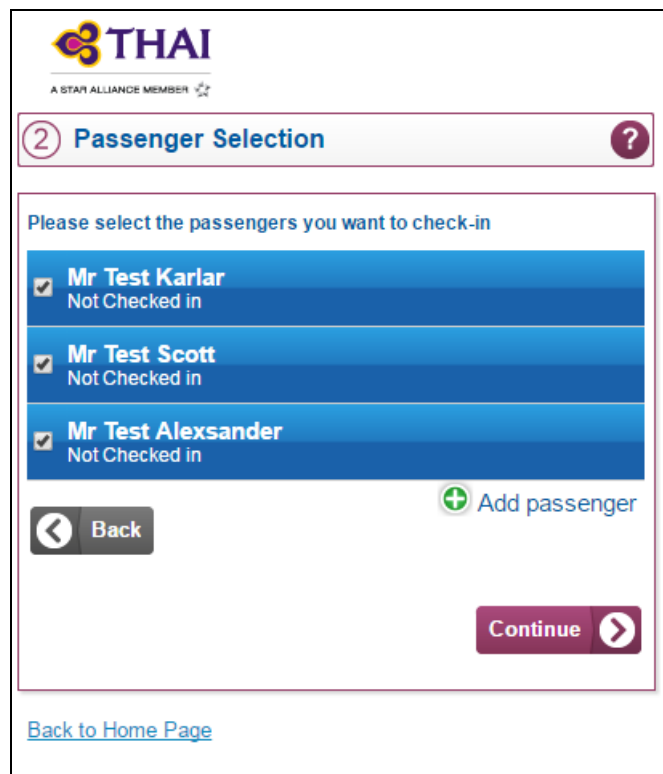 THAI
A STAR ALLIANCE MEMBER
2 Passenger Selection ?
Please select the passengers you want to check-in
Mr Test Karlar
Not Checked in
Mr Test Scott
Not Checked in
Mr Test Alexsander
Not Checked in
Add passenger
Back
Continue
Back to Home Page